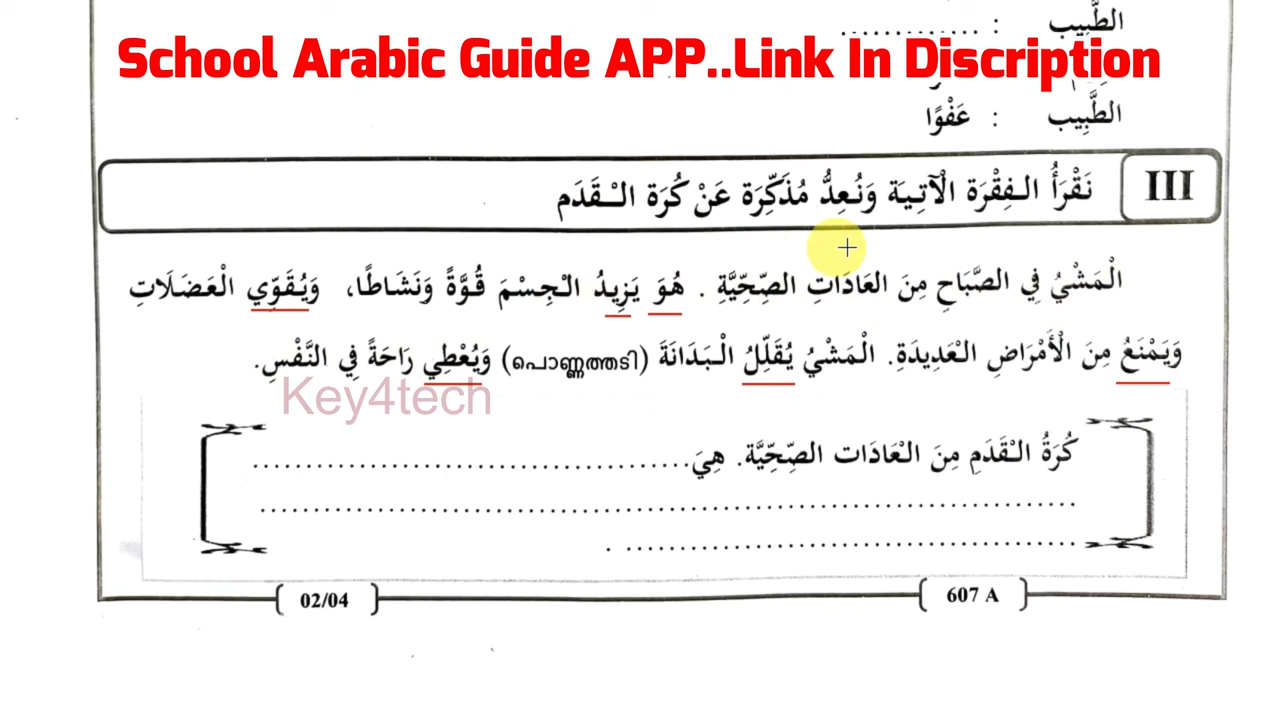 الطَّبِيب : ..............
School Arabic Guide APP..Link In Discription
الطَّبِيب : عَفْوًا
III نَقْرَأُ الْفِقْرَة الْآتِيَة وَنُعِدُّ مُذَكِّرَة عَنْ كُرَة الْقَدَم
الْمَشْيُ فِي الصَّبَاحِ مِنَ العَادَاتِ الصِّحِّيَّةِ . هُوَ يَزِيدُ الْجِسْمَ قُوَّةً وَنَشَاطًا، وَيُقَوِّي الْعَضَلَاتِ
وَيَمْنَعُ مِنَ الْأَمْرَاضِ الْعَدِيدَةِ. الْمَشْيُ يُقَلِّلُ الْبَدَانَةَ (പൊണ്ണത്തടി) وَيُعْطِي رَاحَةً فِي النَّفْسِ.
Key4tech
كُرَةُ الْقَدَمِ مِنَ الْعَادَات الصِّحِّيَّة. هِيَ..........................................
................................................................................
............................................ .
02/04
607 A